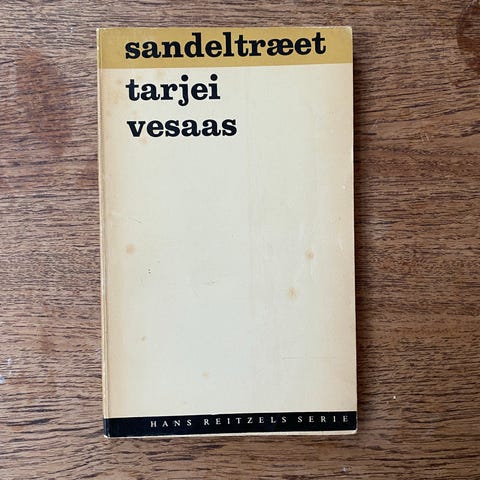 sandeltræet
tarjei
vesaas
HANS REITZELS SERIE